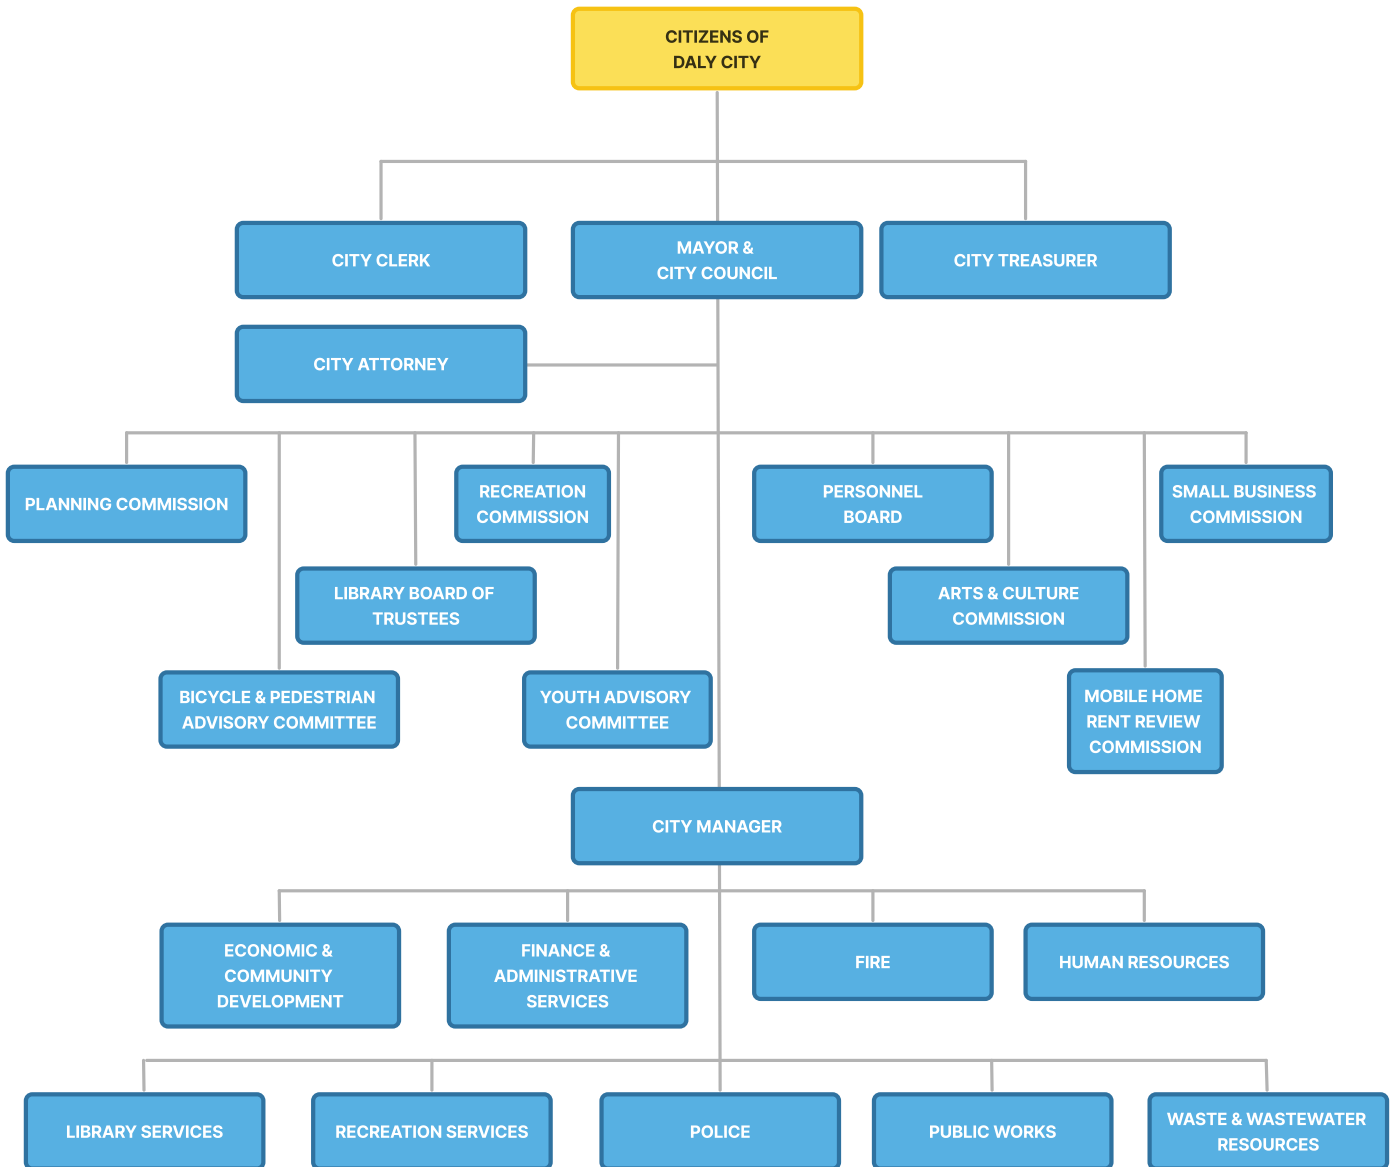 CITIZENS OF
DALY CITY
CITY CLERK
MAYOR &
CITY COUNCIL
CITY TREASURER
CITY ATTORNEY
PLANNING COMMISSION
RECREATION
COMMISSION
PERSONNEL
BOARD
SMALL BUSINESS
COMMISSION
LIBRARY BOARD OF
TRUSTEES
ARTS & CULTURE
COMMISSION
BICYCLE & PEDESTRIAN
ADVISORY COMMITTEE
YOUTH ADVISORY
COMMITTEE
MOBILE HOME
RENT REVIEW
COMMISSION
CITY MANAGER
ECONOMIC &
COMMUNITY
DEVELOPMENT
FINANCE &
ADMINISTRATIVE
SERVICES
FIRE
HUMAN RESOURCES
LIBRARY SERVICES
RECREATION SERVICES
POLICE
PUBLIC WORKS
WASTE & WASTEWATER
RESOURCES